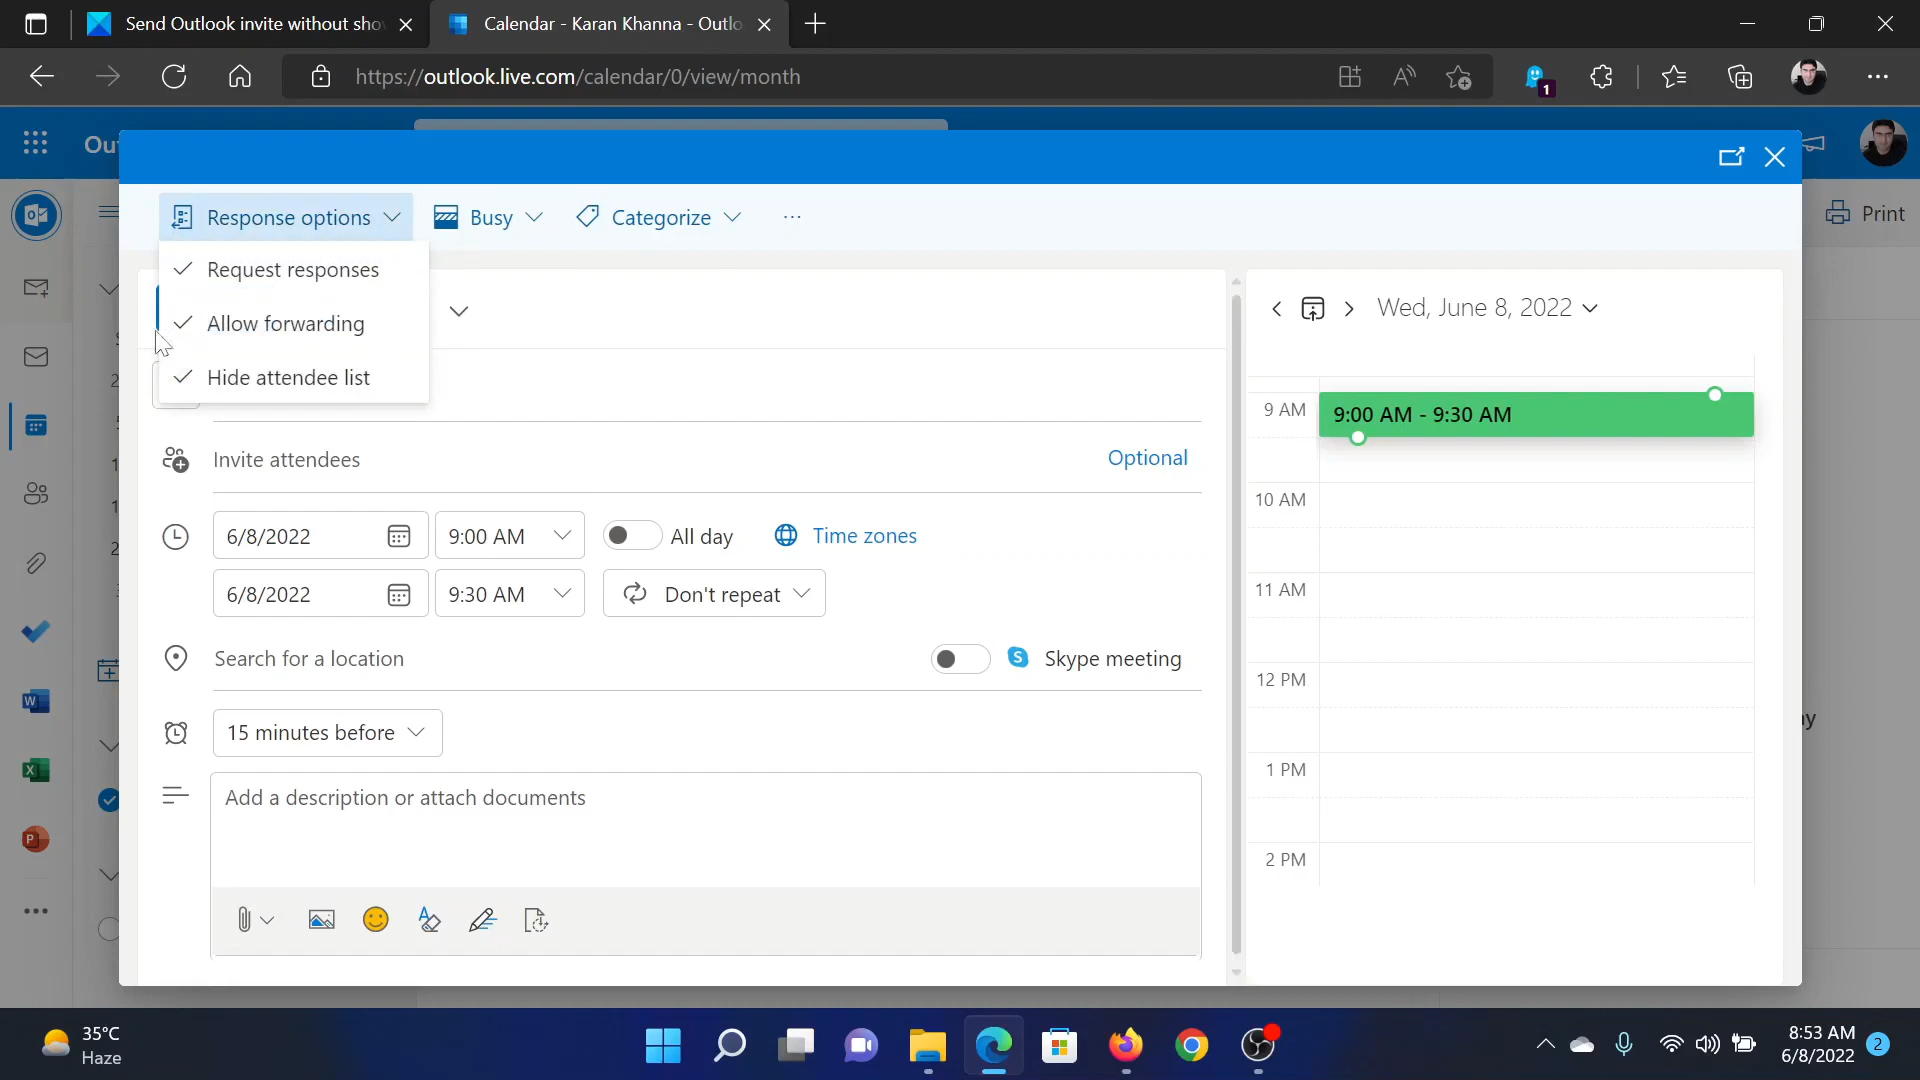 Send Outlook invite without sho
Calendar - Karan Khanna - Outlo
https://outlook.live.com/calendar/0/view/month
1
Ou
Response options
Busy
Categorize
Print
Request responses
Allow forwarding
Hide attendee list
Wed, June 8, 2022
9 AM
9:00 AM - 9:30 AM
Invite attendees
Optional
10 AM
6/8/2022
9:00 AM
All day
Time zones
11 AM
6/8/2022
9:30 AM
Don't repeat
Search for a location
Skype meeting
12 PM
15 minutes before
ay
1 PM
Add a description or attach documents
2 PM
35°C
Haze
8:53 AM
6/8/2022
2